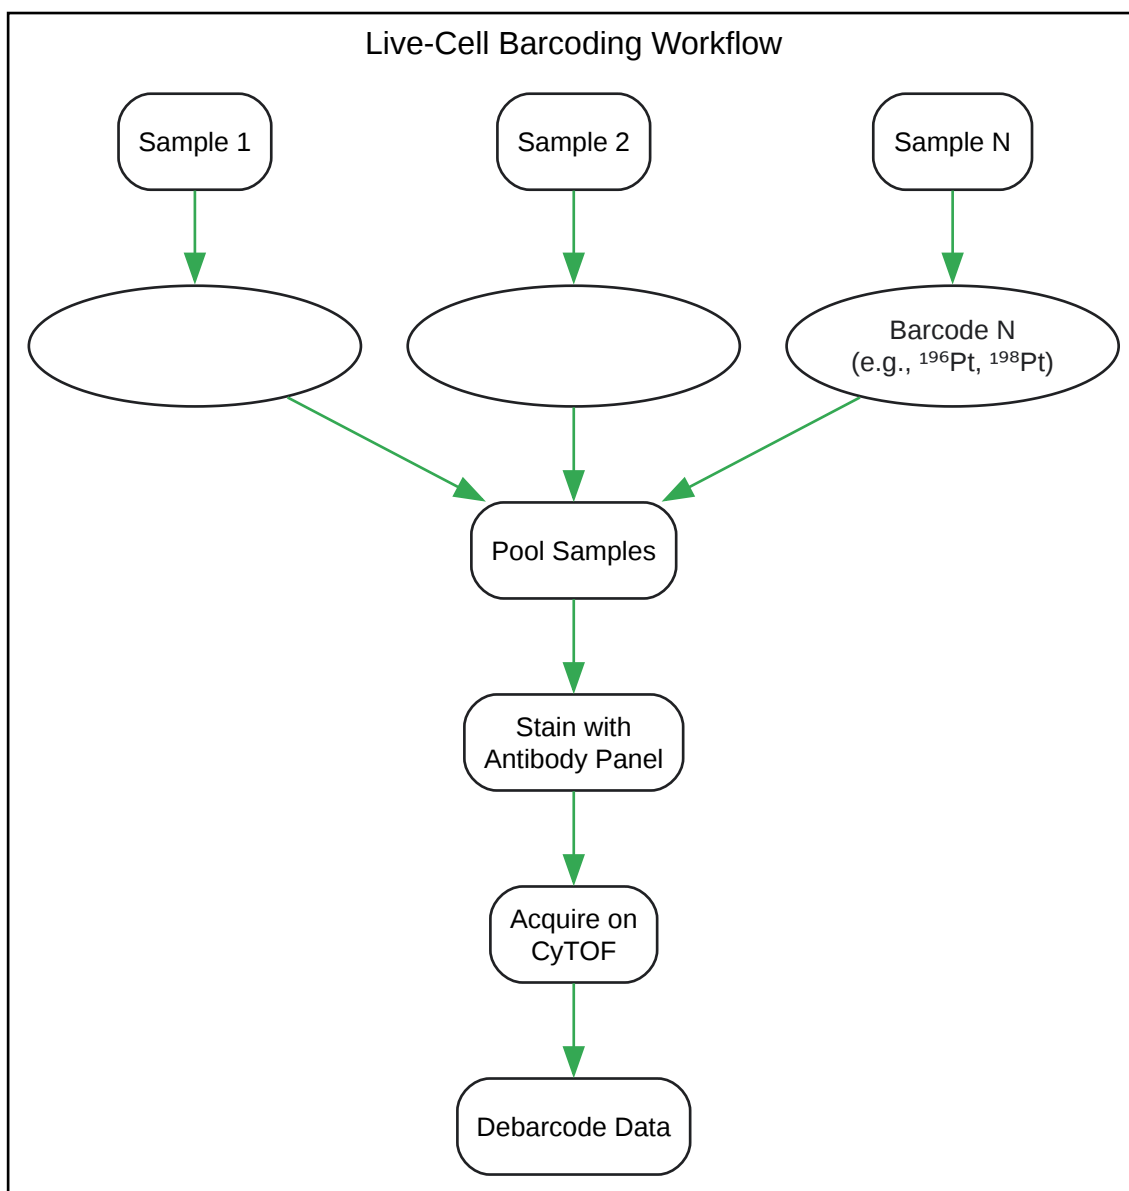 Live-Cell Barcoding Workflow
Sample 1
Sample 2
Sample N
Barcode N
(e.g., ¹⁹⁶Pt, ¹⁹⁸Pt)
Pool Samples
Stain with
Antibody Panel
Acquire on
CyTOF
Debarcode Data